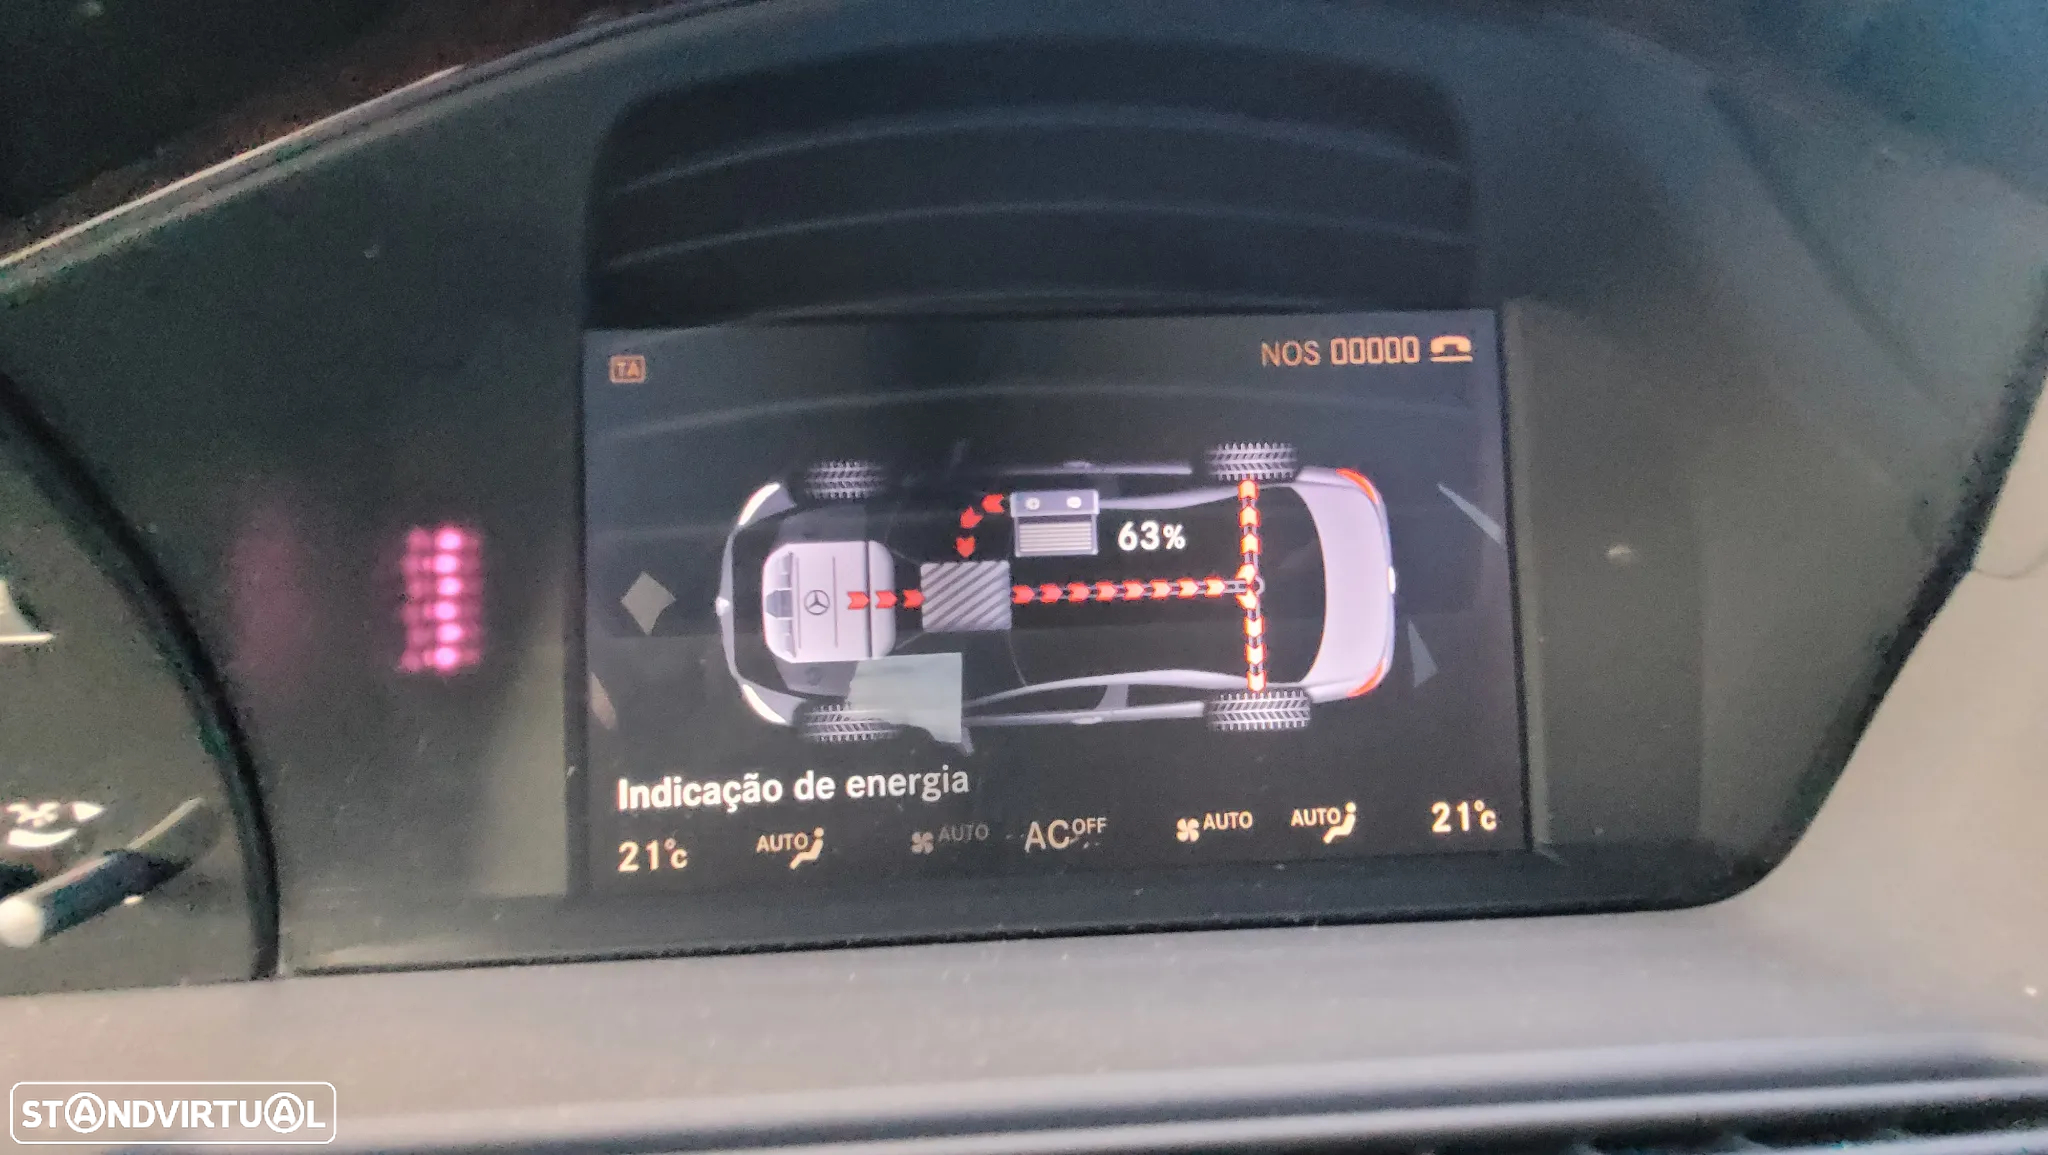 TA
NOS 00000
63%
Indicação de energia
21°C AUTO AUTO AC OFF AUTO AUTO 21°C
STANDVIRTUAL